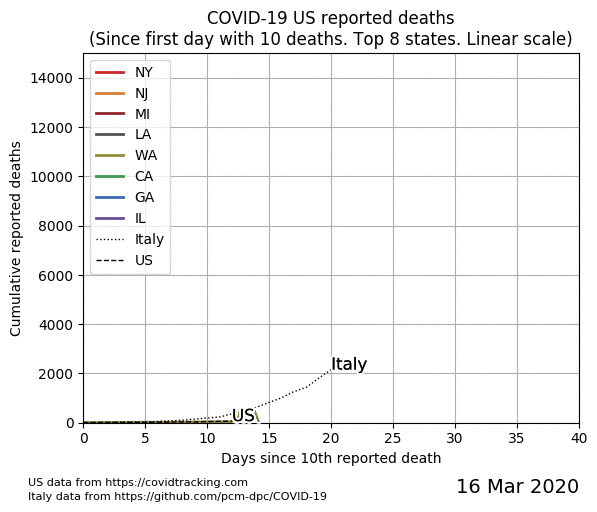 COVID-19 US reported deaths
(Since first day with 10 deaths. Top 8 states. Linear scale)
Cumulative reported deaths
14000
12000
10000
8000
6000
4000
2000
0
NY
NJ
MI
LA
WA
CA
GA
IL
Italy
US
Italy
US
0 5 10 15 20 25 30 35 40
Days since 10th reported death
US data from https://covidtracking.com
Italy data from https://github.com/pcm-dpc/COVID-19
16 Mar 2020